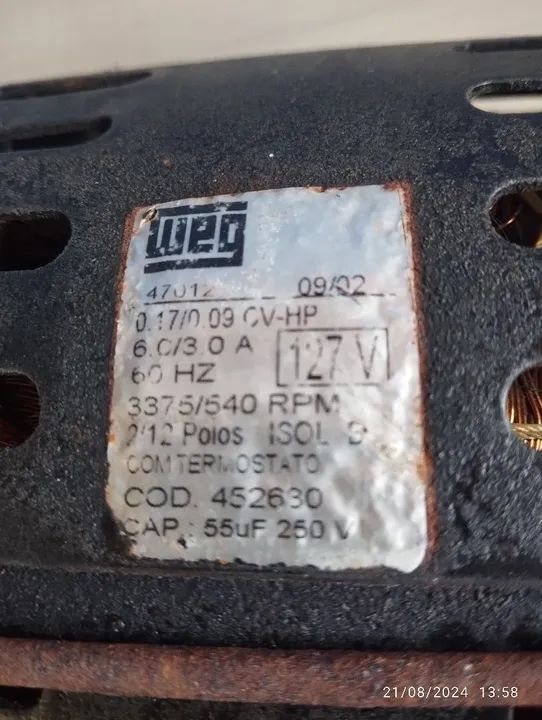 WEG
47012 09/02
0.17/0.09 CV-HP
6.0/3.0 A 127 V
60 HZ
3375/540 RPM
2/12 Polos ISOL B
COM TERMOSTATO
COD. 452630
CAP.: 55uF 250 V
21/08/2024 13:58